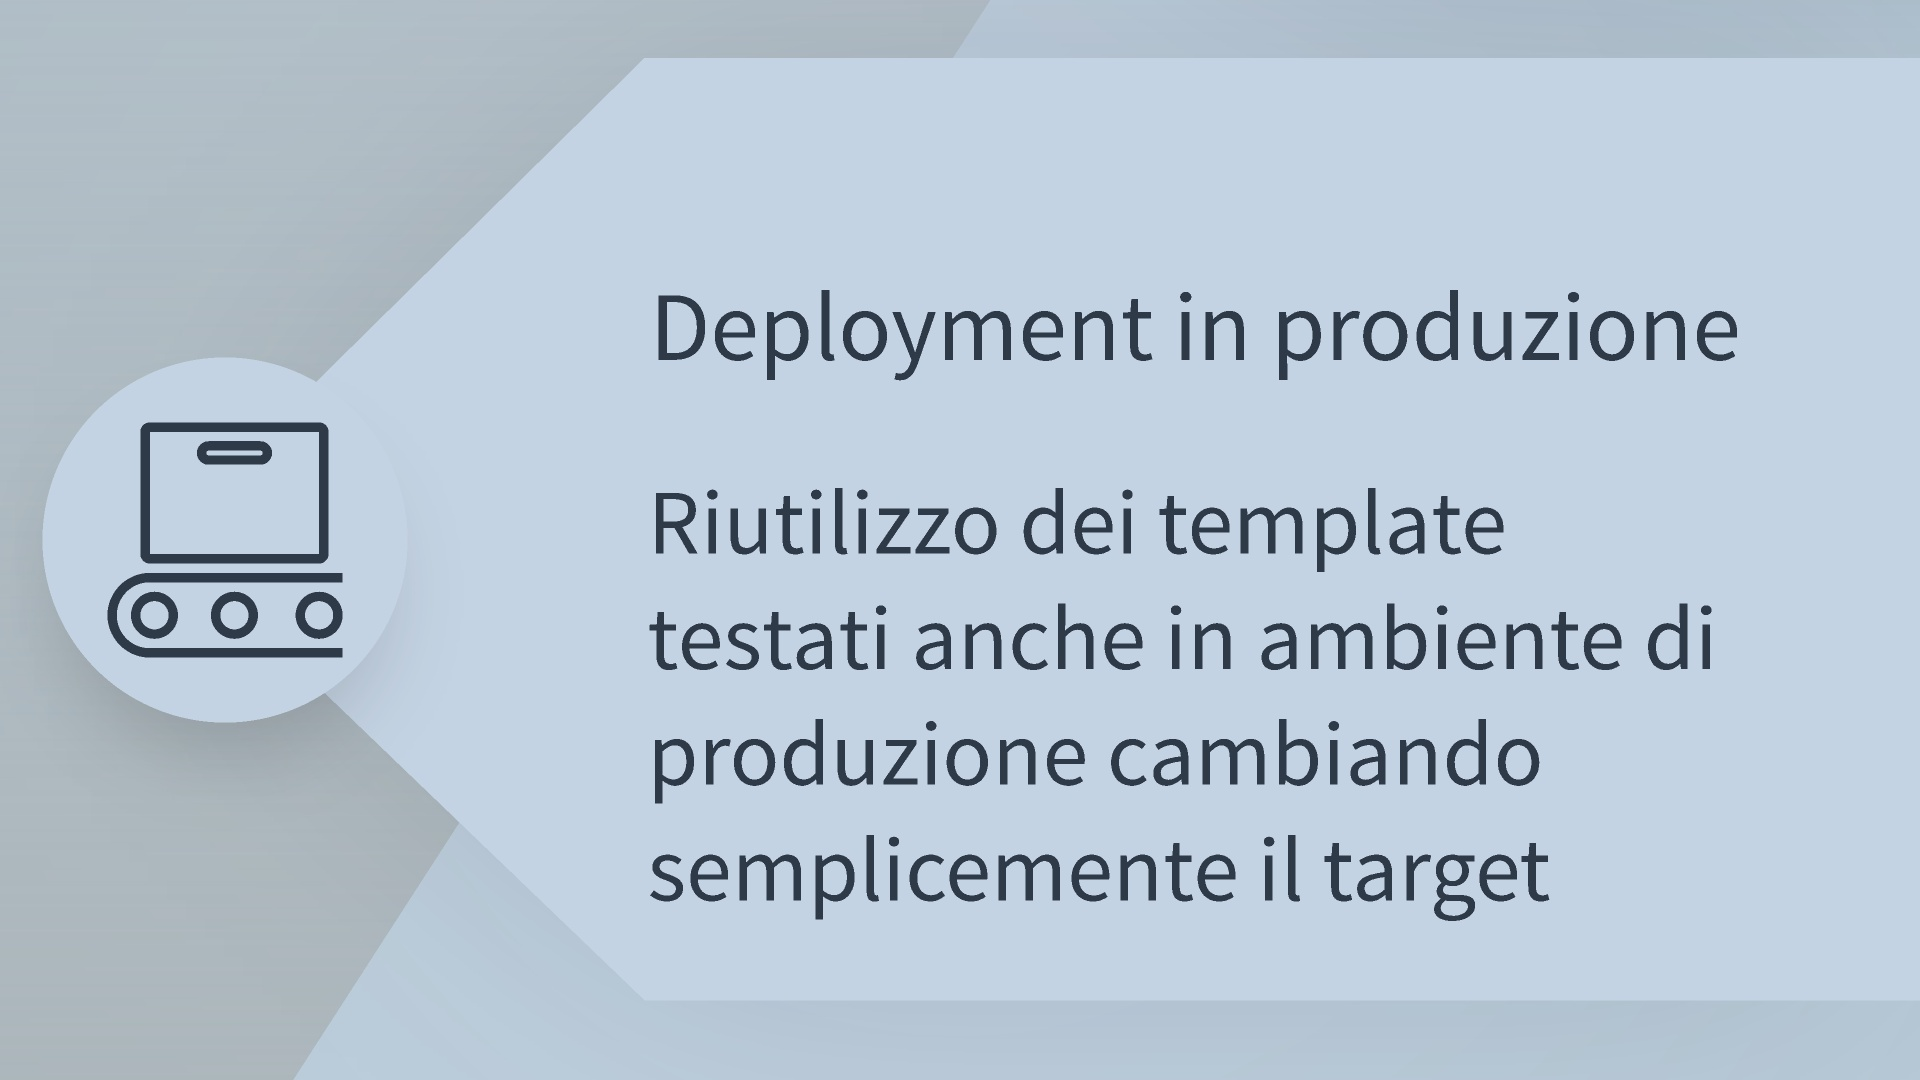 Deployment in produzione
Riutilizzo dei template
testati anche in ambiente di
produzione cambiando
semplicemente il target